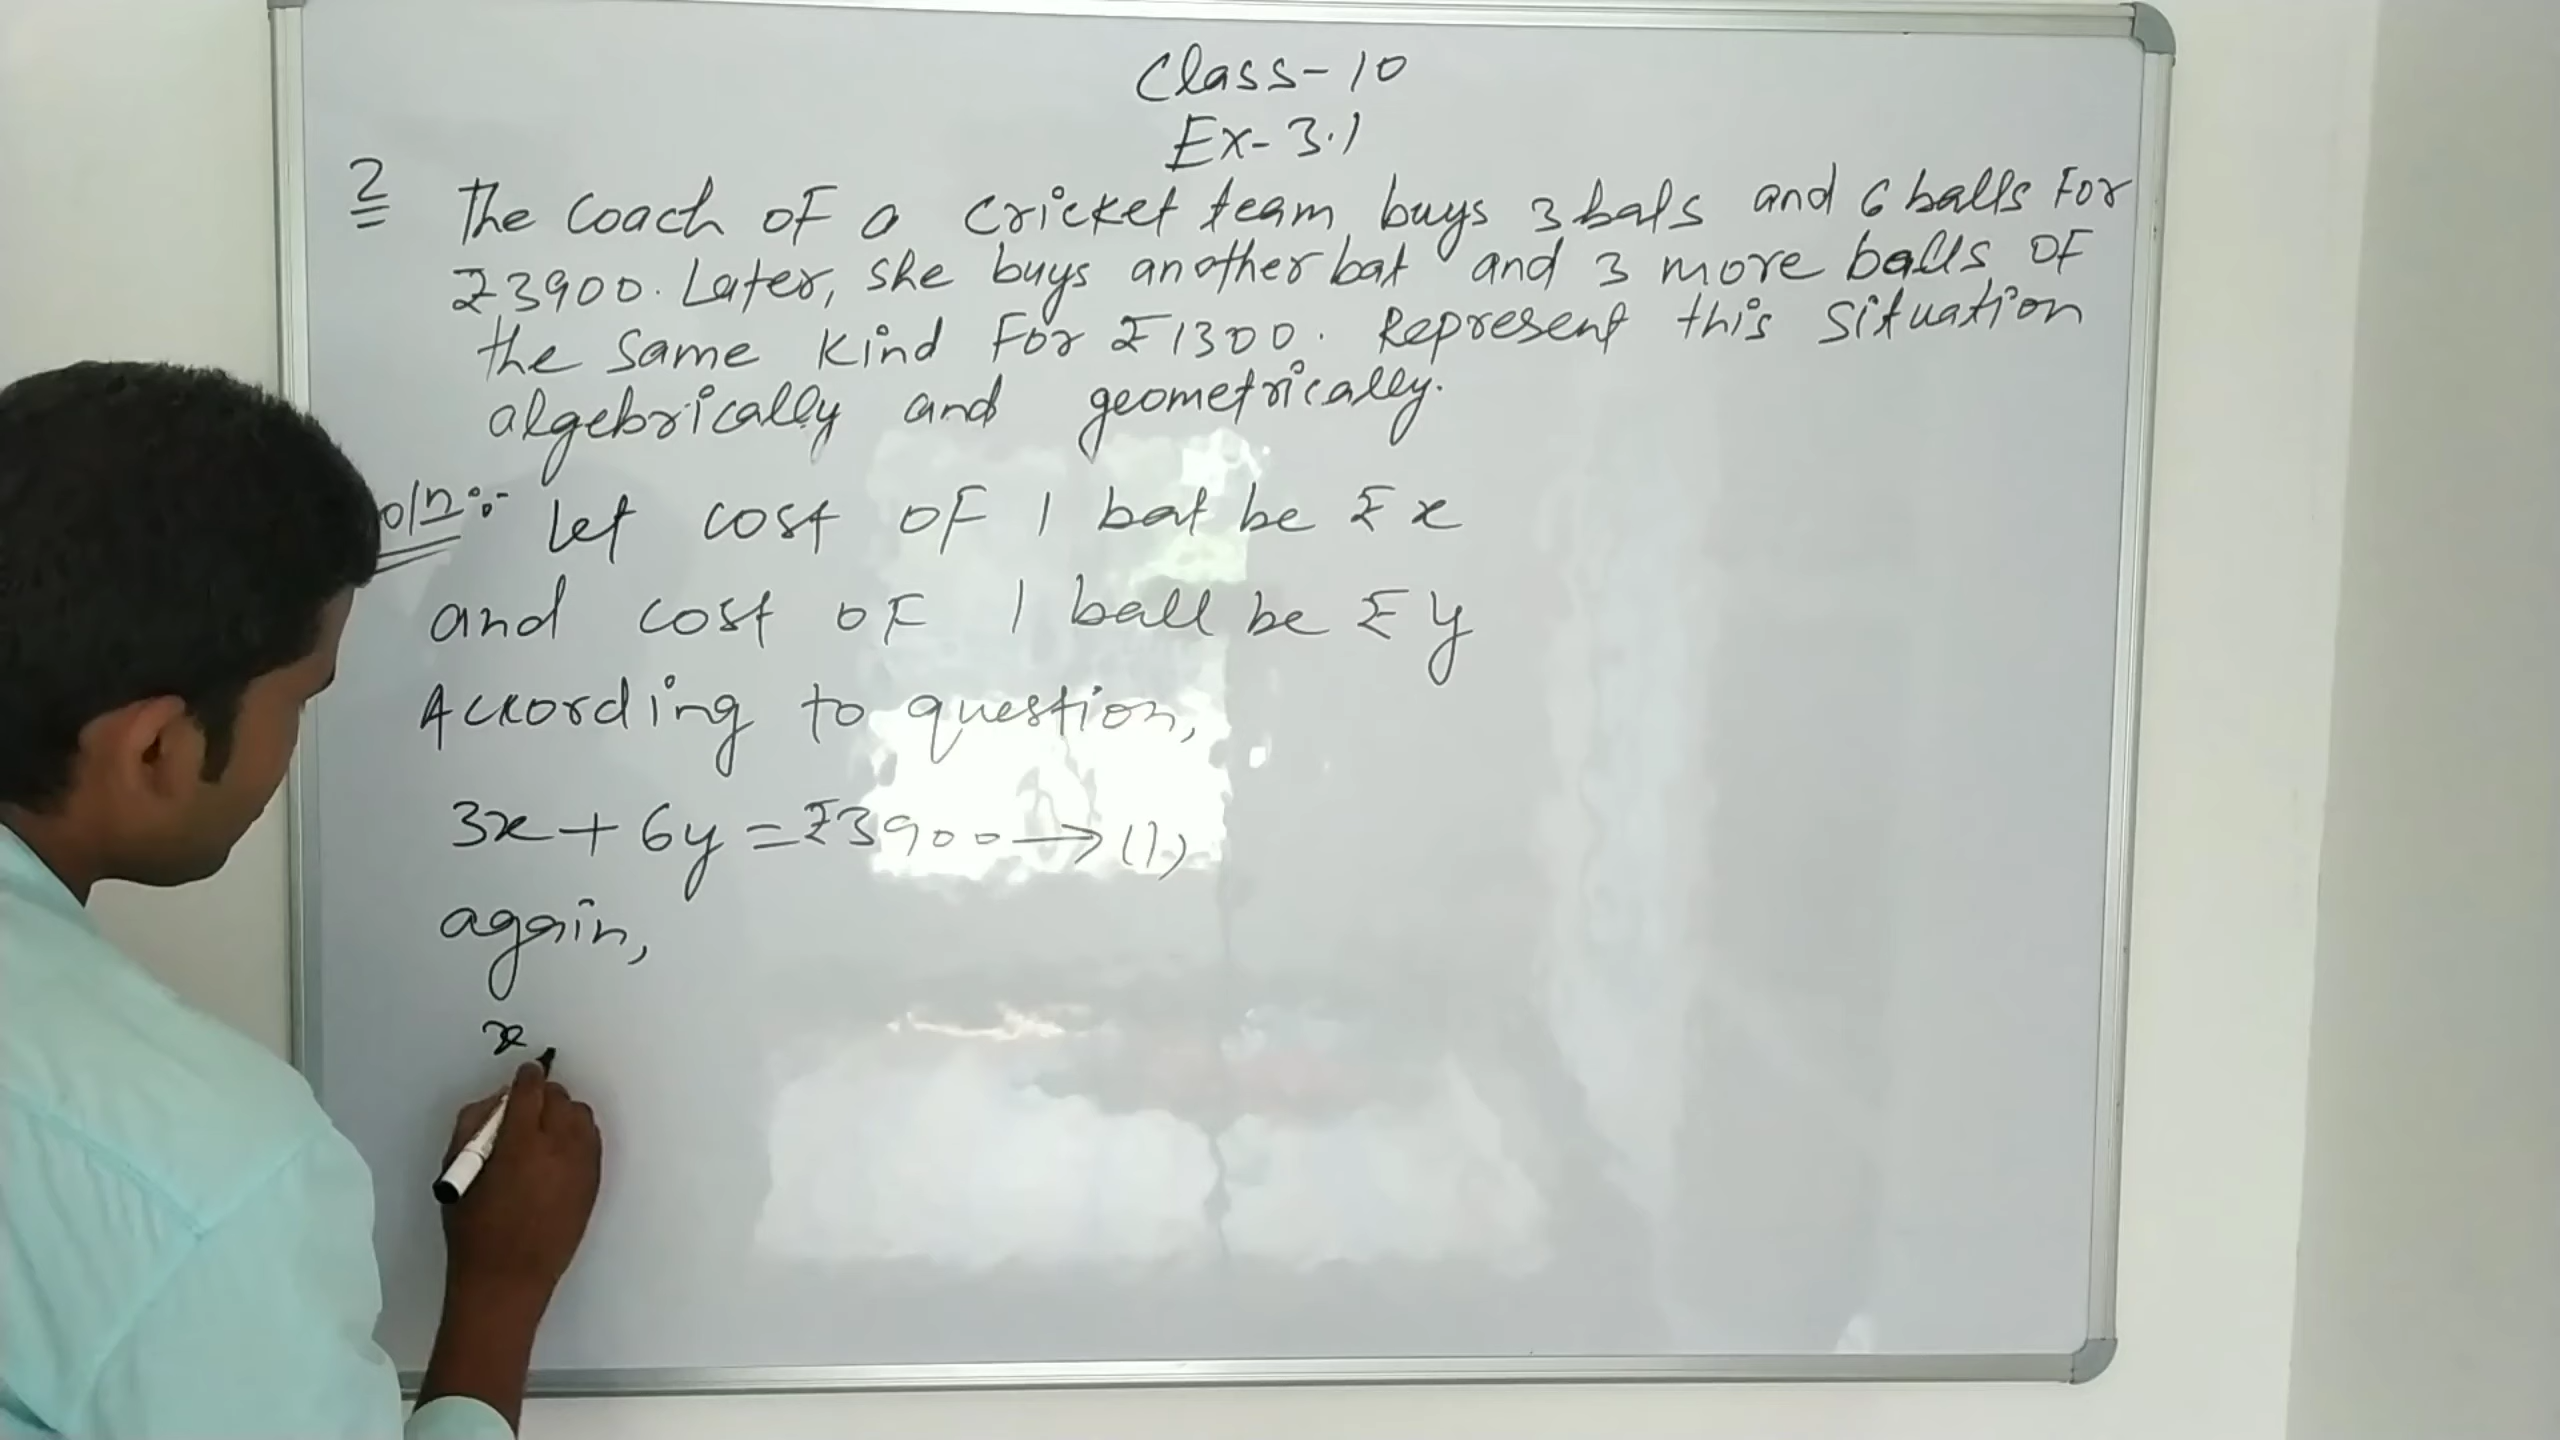 Class-10
Ex-3.1
2 The coach of a cricket team buys 3 bats and 6 balls for
₹3900. Later, she buys another bat and 3 more balls of
the same kind for ₹1300. Represent this situation
algebrically and geometrically.
oln:- Let cost of 1 bat be ₹x
and cost of 1 ball be ₹y
According to question,
3x + 6y = ₹3900 → (1)
again,
x